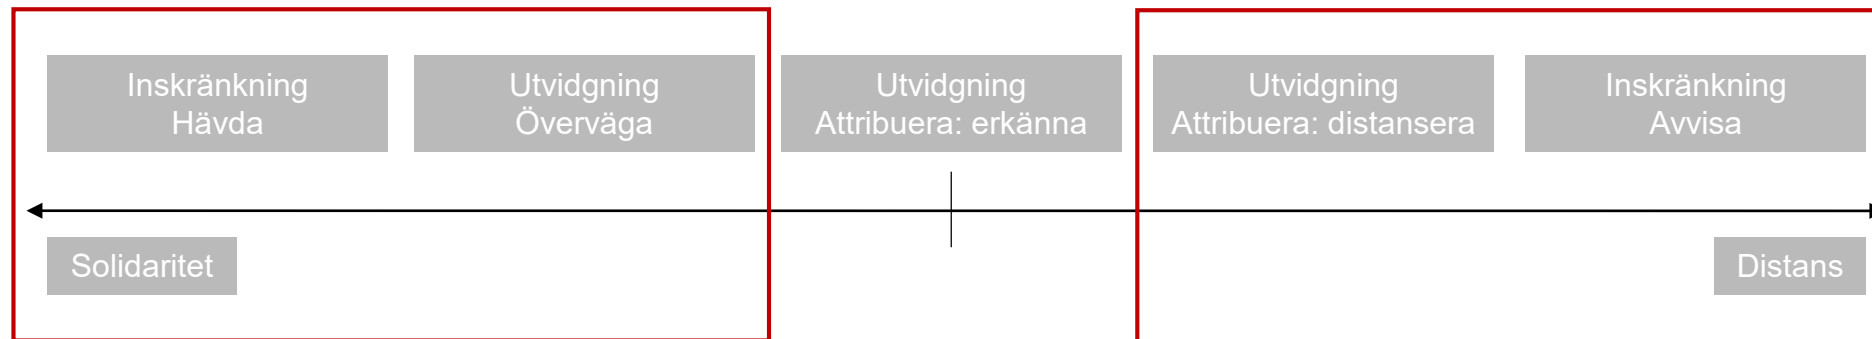 Inskränkning
Hävda
Utvidgning
Överväga
Utvidgning
Attribuera: erkänna
Utvidgning
Attribuera: distansera
Inskränkning
Avvisa
Solidaritet
Distans